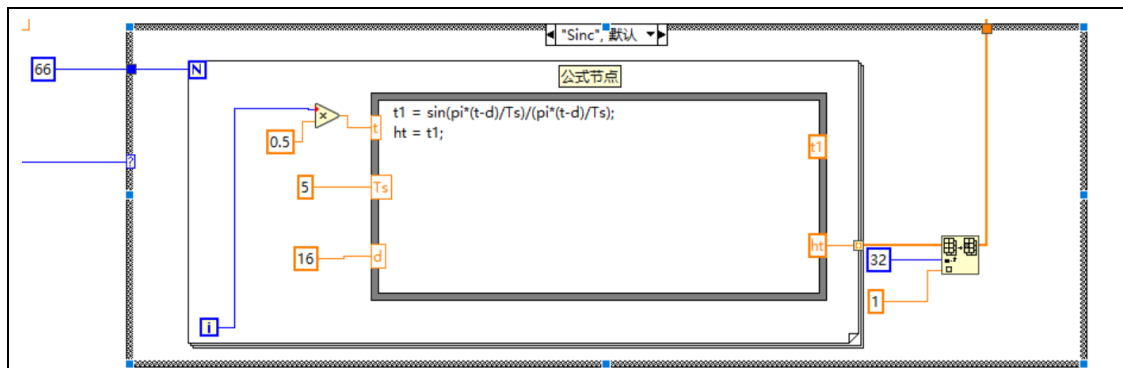 "Sinc", 默认
66
N
公式节点
t1 = sin(pi*(t-d)/Ts)/(pi*(t-d)/Ts);
ht = t1;
×
t
0.5
t1
?
5
Ts
ht
16
d
32
1
i